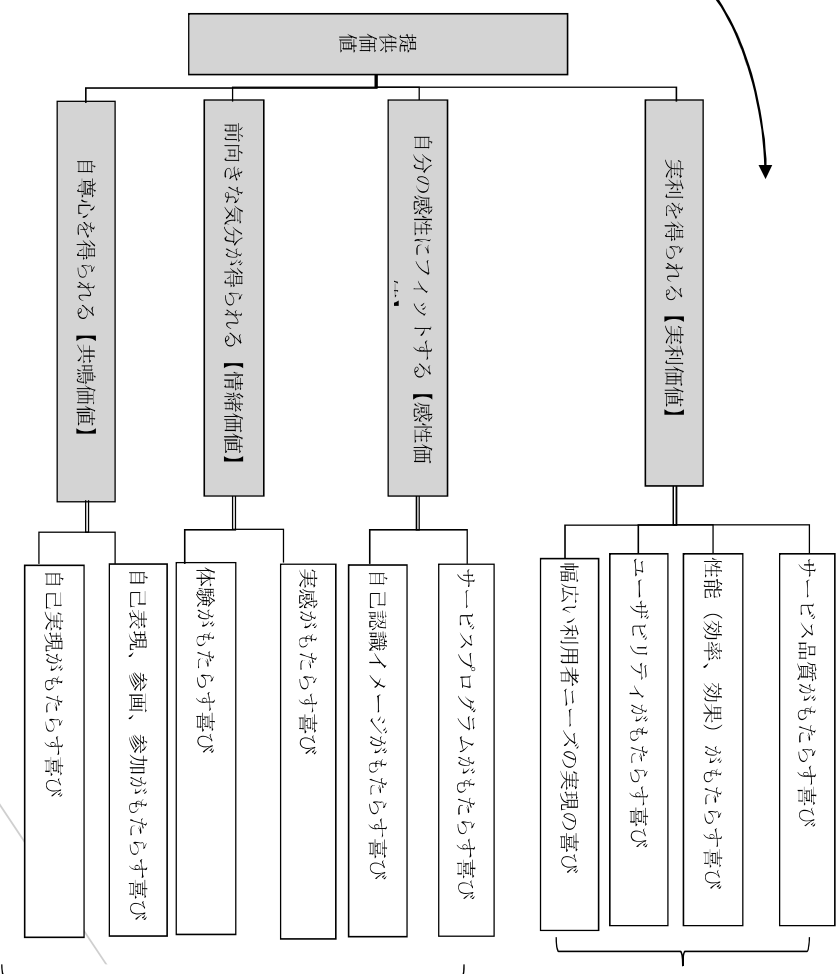 提供価値
実利を得られる【実利価値】
自分の感性にフィットする【感性価
前向きな気分が得られる【情緒価値】
自尊心を得られる【共鳴価値】
サービス品質がもたらす喜び
性能（効率、効果）がもたらす喜び
ユーザビリティがもたらす喜び
幅広い利用者ニーズの実現の喜び
サービスプログラムがもたらす喜び
自己認識イメージがもたらす喜び
実感がもたらす喜び
体験がもたらす喜び
自己表現、参画、参加がもたらす喜び
自己実現がもたらす喜び